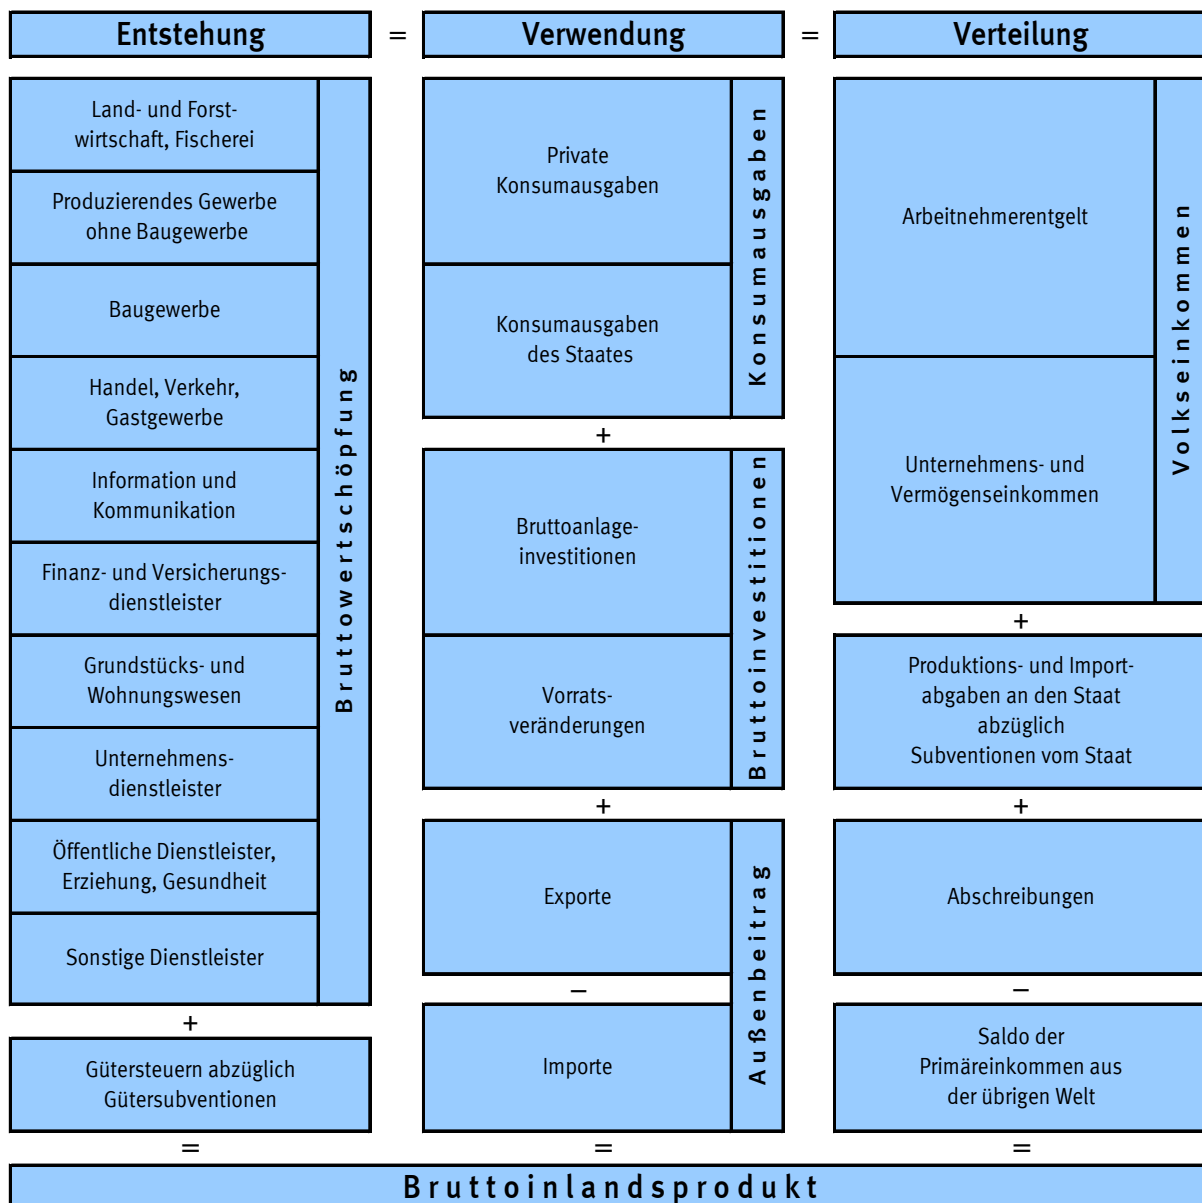 Entstehung = Verwendung = Verteilung
Land- und Forst-
wirtschaft, Fischerei
Produzierendes Gewerbe
ohne Baugewerbe
Baugewerbe
Handel, Verkehr,
Gastgewerbe
Information und
Kommunikation
Finanz- und Versicherungs-
dienstleister
Grundstücks- und
Wohnungswesen
Unternehmens-
dienstleister
Öffentliche Dienstleister,
Erziehung, Gesundheit
Sonstige Dienstleister
Bruttowertschöpfung
+
Gütersteuern abzüglich
Gütersubventionen
=
Private
Konsumausgaben
Konsumausgaben
des Staates
Konsumausgaben
+
Bruttoanlage-
investitionen
Vorrats-
veränderungen
Bruttoinvestitionen
+
Exporte
–
Importe
Außenbeitrag
=
Arbeitnehmerentgelt
Unternehmens- und
Vermögenseinkommen
Volkseinkommen
+
Produktions- und Import-
abgaben an den Staat
abzüglich
Subventionen vom Staat
+
Abschreibungen
–
Saldo der
Primäreinkommen aus
der übrigen Welt
=
Bruttoinlandsprodukt